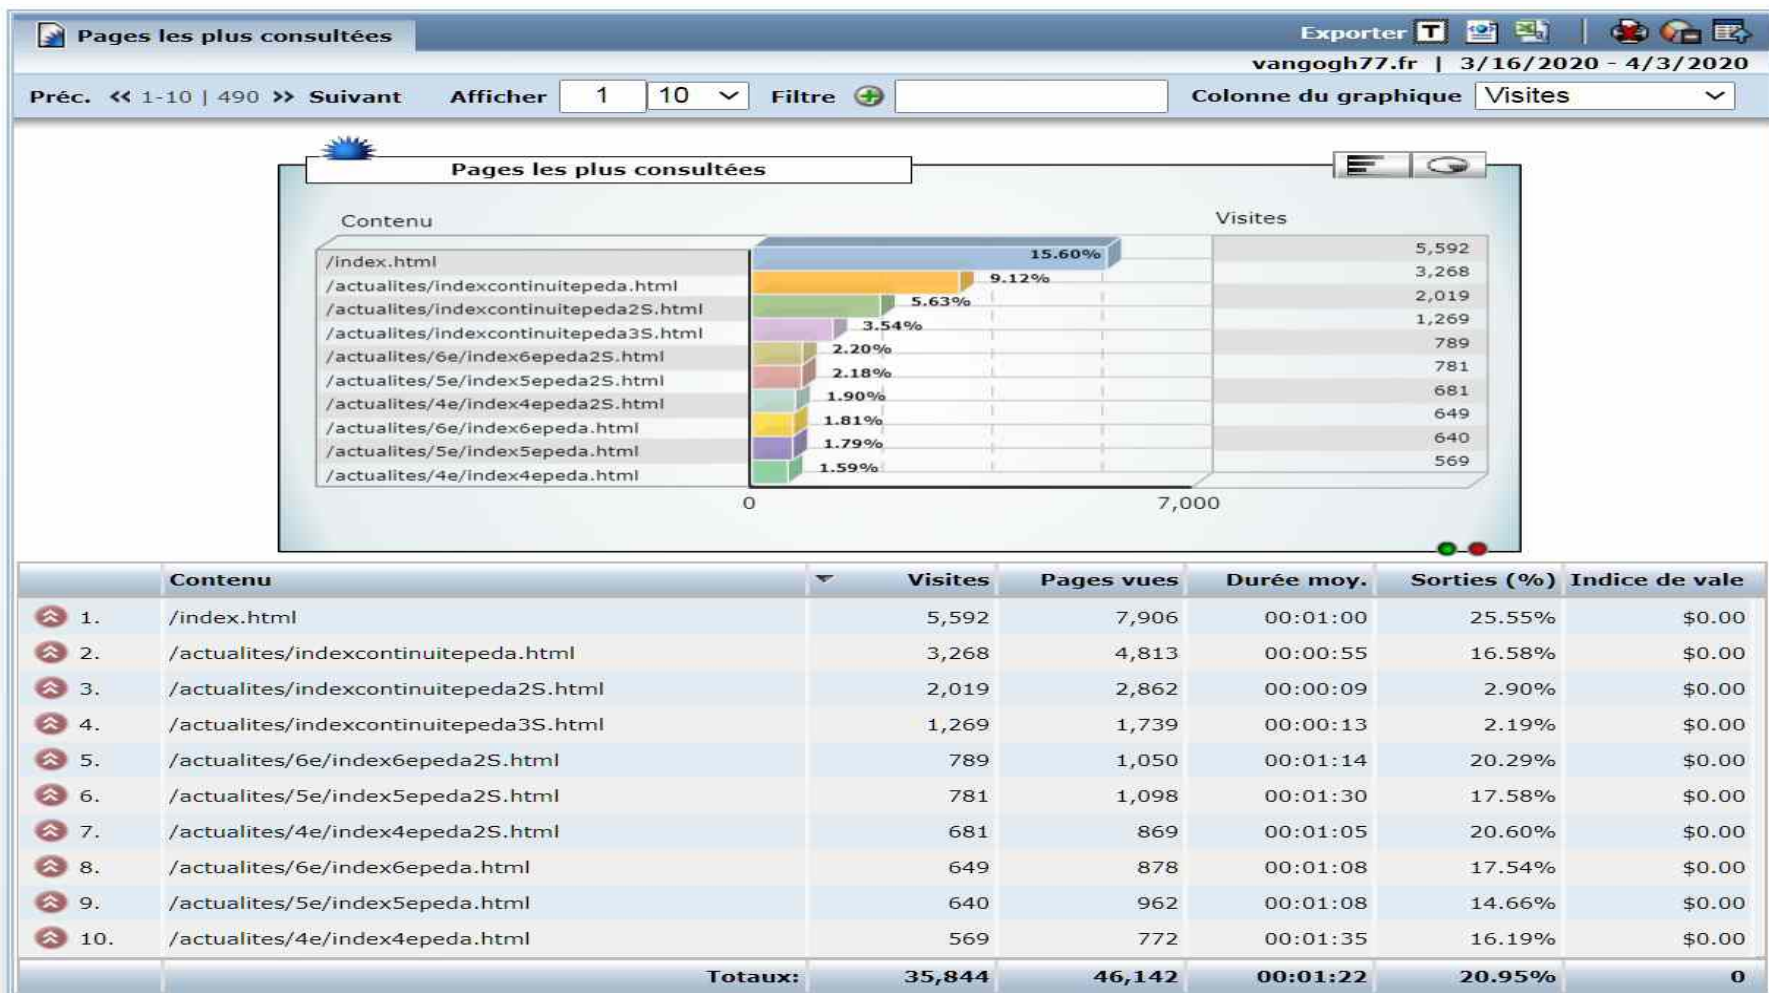 Pages les plus consultées
Exporter T
vangogh77.fr | 3/16/2020 - 4/3/2020
Préc. << 1-10 | 490 >> Suivant Afficher 1 10 Filtre Colonne du graphique Visites
Pages les plus consultées
Contenu Visites
/index.html 15.60% 5,592
/actualites/indexcontinuitepeda.html 9.12% 3,268
/actualites/indexcontinuitepeda2S.html 5.63% 2,019
/actualites/indexcontinuitepeda3S.html 3.54% 1,269
/actualites/6e/index6epeda2S.html 2.20% 789
/actualites/5e/index5epeda2S.html 2.18% 781
/actualites/4e/index4epeda2S.html 1.90% 681
/actualites/6e/index6epeda.html 1.81% 649
/actualites/5e/index5epeda.html 1.79% 640
/actualites/4e/index4epeda.html 1.59% 569
0 7,000
Contenu Visites Pages vues Durée moy. Sorties (%) Indice de vale
1. /index.html 5,592 7,906 00:01:00 25.55% $0.00
2. /actualites/indexcontinuitepeda.html 3,268 4,813 00:00:55 16.58% $0.00
3. /actualites/indexcontinuitepeda2S.html 2,019 2,862 00:00:09 2.90% $0.00
4. /actualites/indexcontinuitepeda3S.html 1,269 1,739 00:00:13 2.19% $0.00
5. /actualites/6e/index6epeda2S.html 789 1,050 00:01:14 20.29% $0.00
6. /actualites/5e/index5epeda2S.html 781 1,098 00:01:30 17.58% $0.00
7. /actualites/4e/index4epeda2S.html 681 869 00:01:05 20.60% $0.00
8. /actualites/6e/index6epeda.html 649 878 00:01:08 17.54% $0.00
9. /actualites/5e/index5epeda.html 640 962 00:01:08 14.66% $0.00
10. /actualites/4e/index4epeda.html 569 772 00:01:35 16.19% $0.00
Totaux: 35,844 46,142 00:01:22 20.95% 0